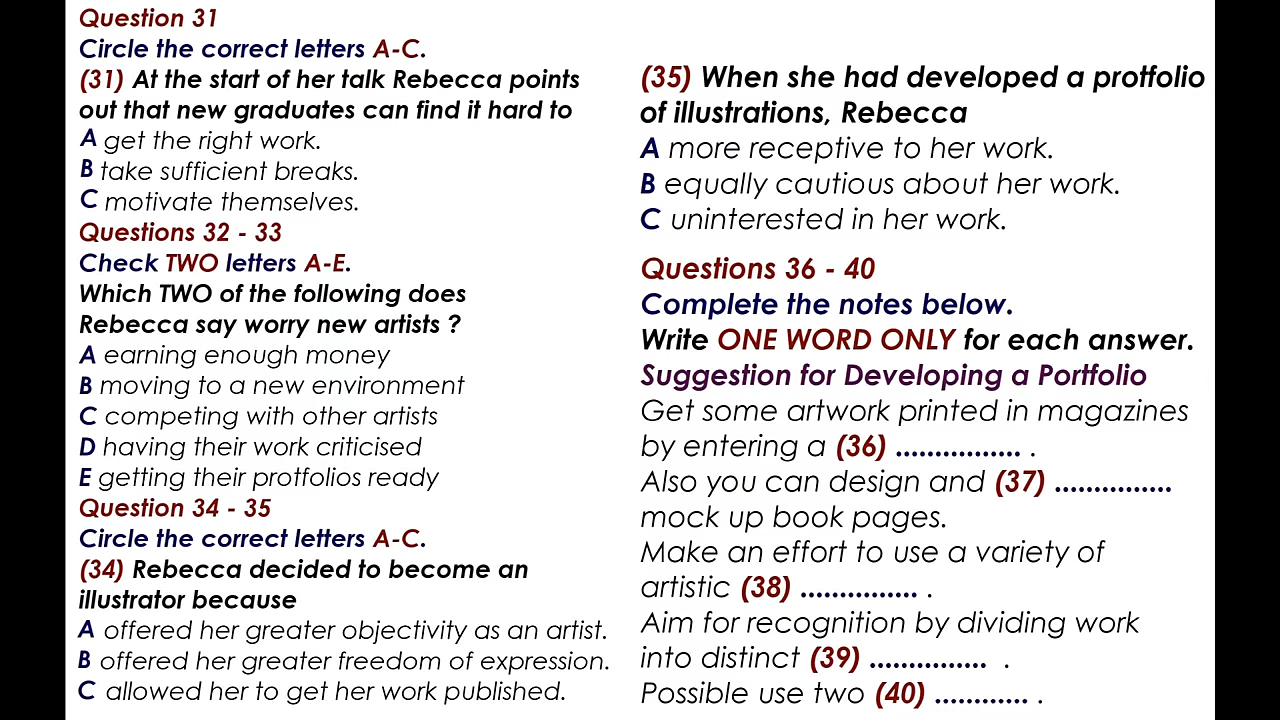 Question 31
Circle the correct letters A-C.
(31) At the start of her talk Rebecca points
out that new graduates can find it hard to
A get the right work.
B take sufficient breaks.
C motivate themselves.
Questions 32 - 33
Check TWO letters A-E.
Which TWO of the following does
Rebecca say worry new artists ?
A earning enough money
B moving to a new environment
C competing with other artists
D having their work criticised
E getting their protfolios ready
Question 34 - 35
Circle the correct letters A-C.
(34) Rebecca decided to become an
illustrator because
A offered her greater objectivity as an artist.
B offered her greater freedom of expression.
C allowed her to get her work published.
(35) When she had developed a protfolio
of illustrations, Rebecca
A more receptive to her work.
B equally cautious about her work.
C uninterested in her work.
Questions 36 - 40
Complete the notes below.
Write ONE WORD ONLY for each answer.
Suggestion for Developing a Portfolio
Get some artwork printed in magazines
by entering a (36) ................ .
Also you can design and (37) ...............
mock up book pages.
Make an effort to use a variety of
artistic (38) ............... .
Aim for recognition by dividing work
into distinct (39) ............... .
Possible use two (40) ............ .